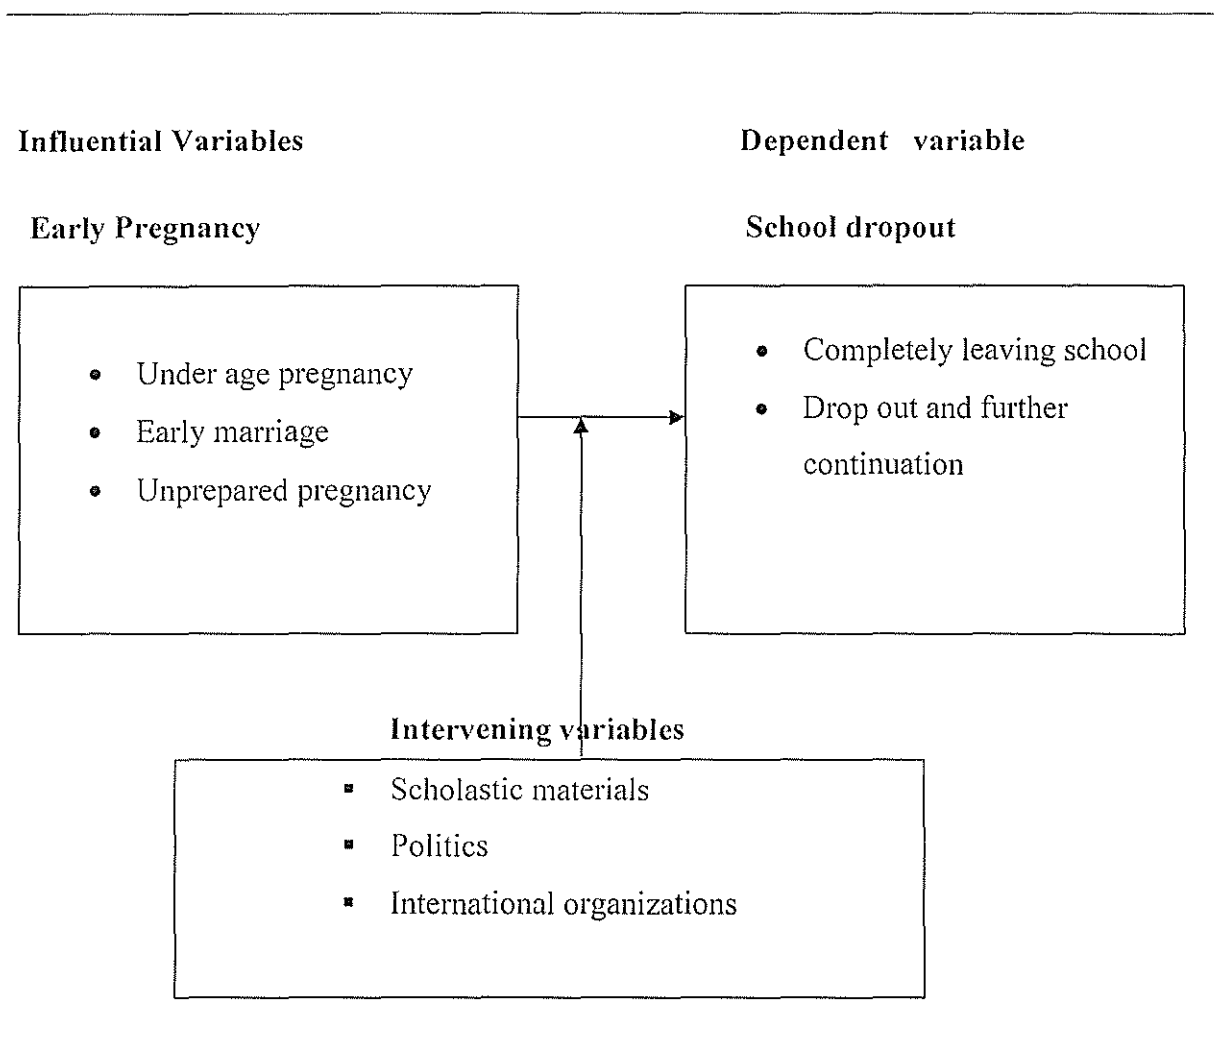 Influential Variables
Dependent variable
Early Pregnancy
School dropout
• Under age pregnancy
• Early marriage
• Unprepared pregnancy
• Completely leaving school
• Drop out and further
continuation
Intervening variables
▪ Scholastic materials
▪ Politics
▪ International organizations